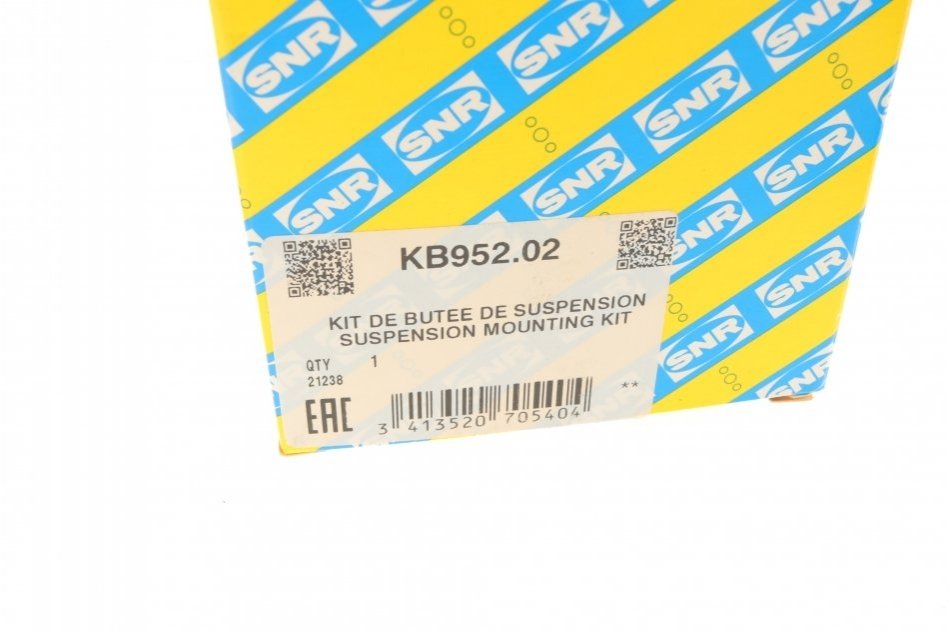 SNR
SNR
SNR
SNR
SNR
SNR
SNR
SNR
SNR
SNR
SNR
SNR
KB952.02
KIT DE BUTEE DE SUSPENSION
SUSPENSION MOUNTING KIT
QTY 1
21238
**
EAC
3 413520 705404